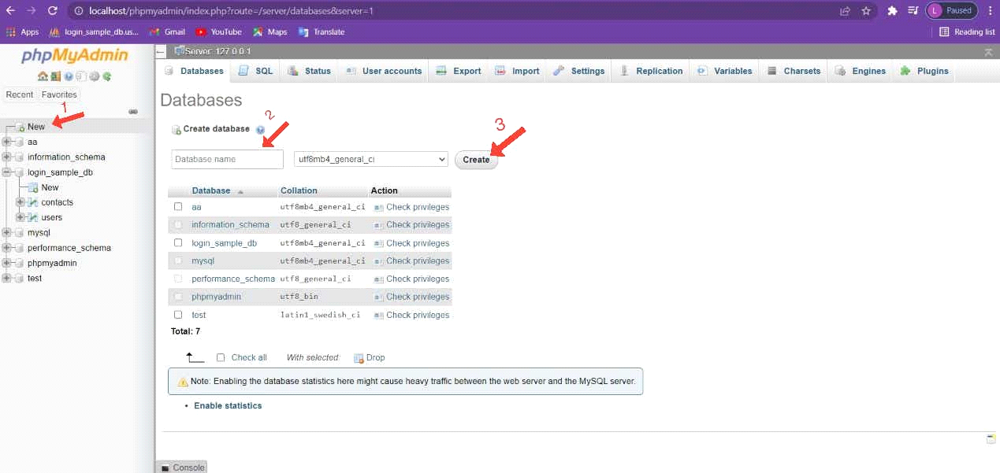 localhost/phpmyadmin/index.php?route=/server/databases&server=1
L Paused
Apps login_sample_db.us... Gmail YouTube Maps Translate Reading list
phpMyAdmin
Recent Favorites
1
New
aa
information_schema
login_sample_db
New
contacts
users
mysql
performance_schema
phpmyadmin
test
Server: 127.0.0.1
Databases SQL Status User accounts Export Import Settings Replication Variables Charsets Engines Plugins
Databases
Create database
2
3
Database name utf8mb4_general_ci Create
Database Collation Action
aa utf8mb4_general_ci Check privileges
information_schema utf8_general_ci Check privileges
login_sample_db utf8mb4_general_ci Check privileges
mysql utf8mb4_general_ci Check privileges
performance_schema utf8_general_ci Check privileges
phpmyadmin utf8_bin Check privileges
test latin1_swedish_ci Check privileges
Total: 7
Check all With selected: Drop
Note: Enabling the database statistics here might cause heavy traffic between the web server and the MySQL server.
• Enable statistics
Console